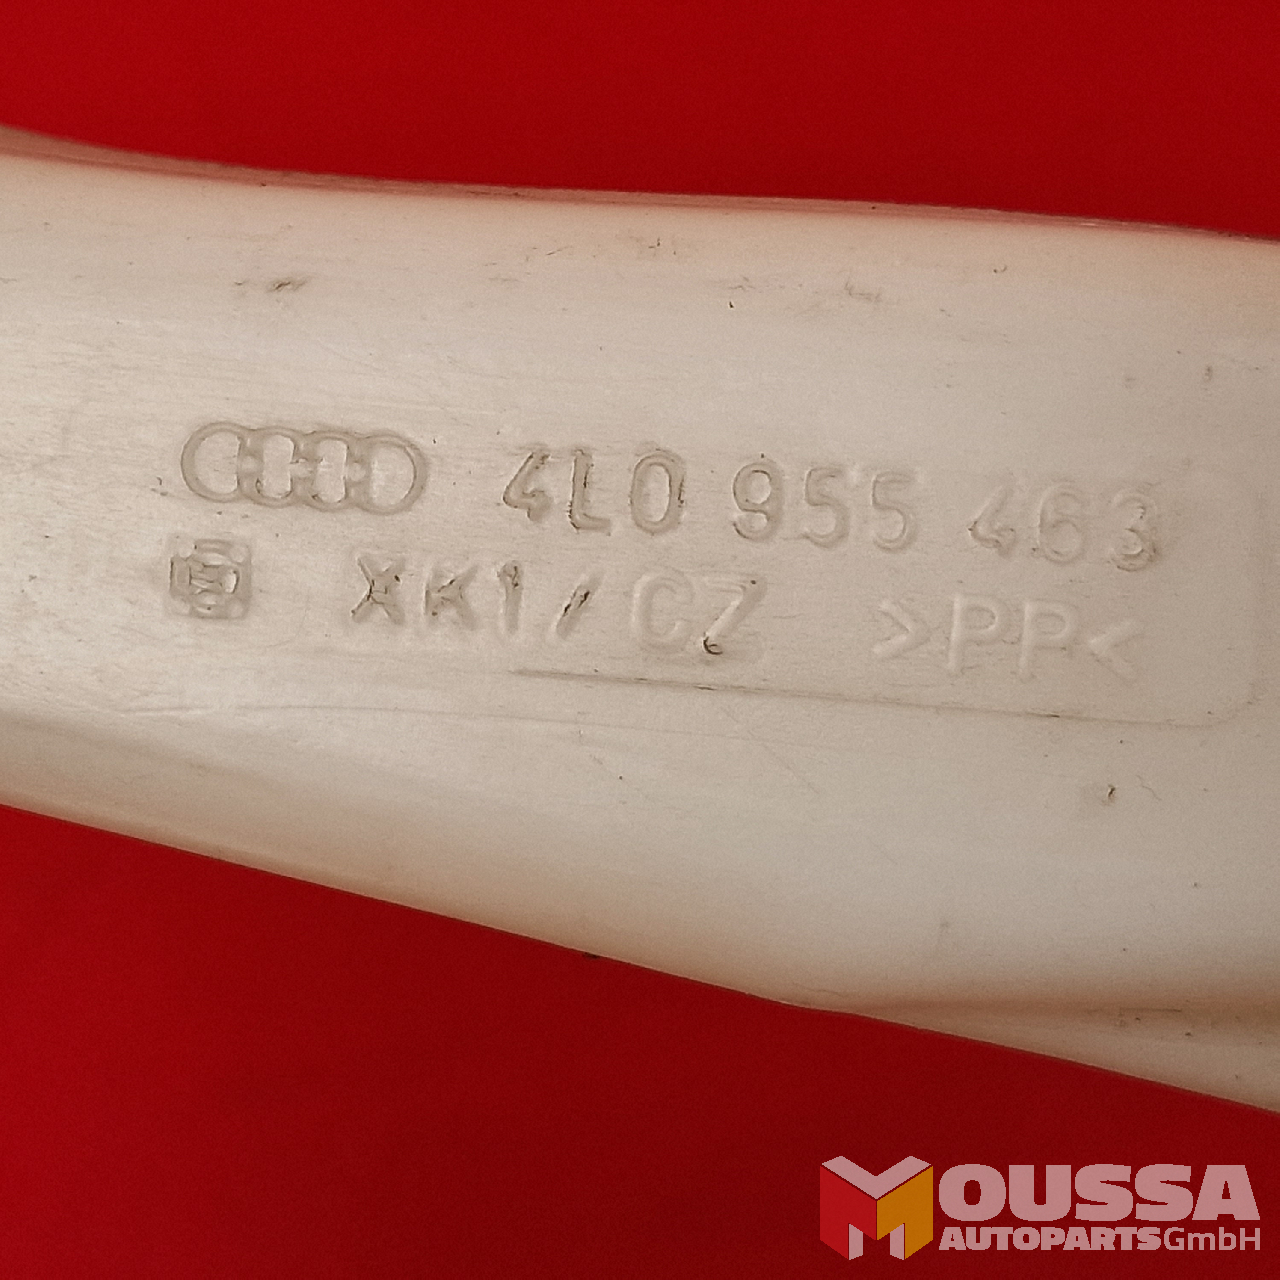 4L0 955 463
XK1/CZ >PP<
MOUSSA
AUTOPARTSGmbH